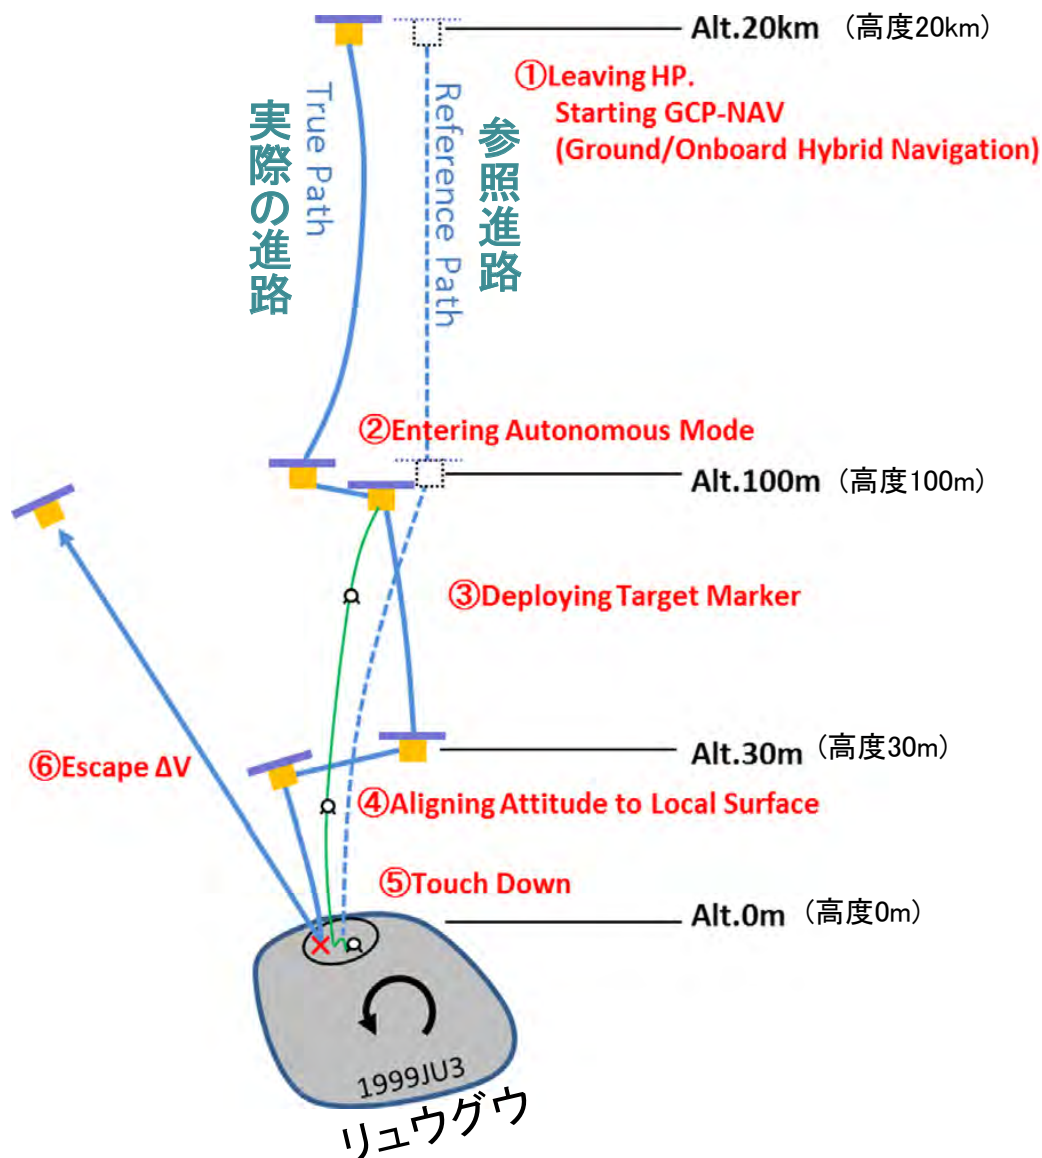 Alt.20km (高度20km)
①Leaving HP.
Starting GCP-NAV
(Ground/Onboard Hybrid Navigation)
実際の進路
True Path
Reference Path
参照進路
②Entering Autonomous Mode
Alt.100m (高度100m)
③Deploying Target Marker
Alt.30m (高度30m)
⑥Escape ΔV
④Aligning Attitude to Local Surface
⑤Touch Down
Alt.0m (高度0m)
1999JU3
リュウグウ